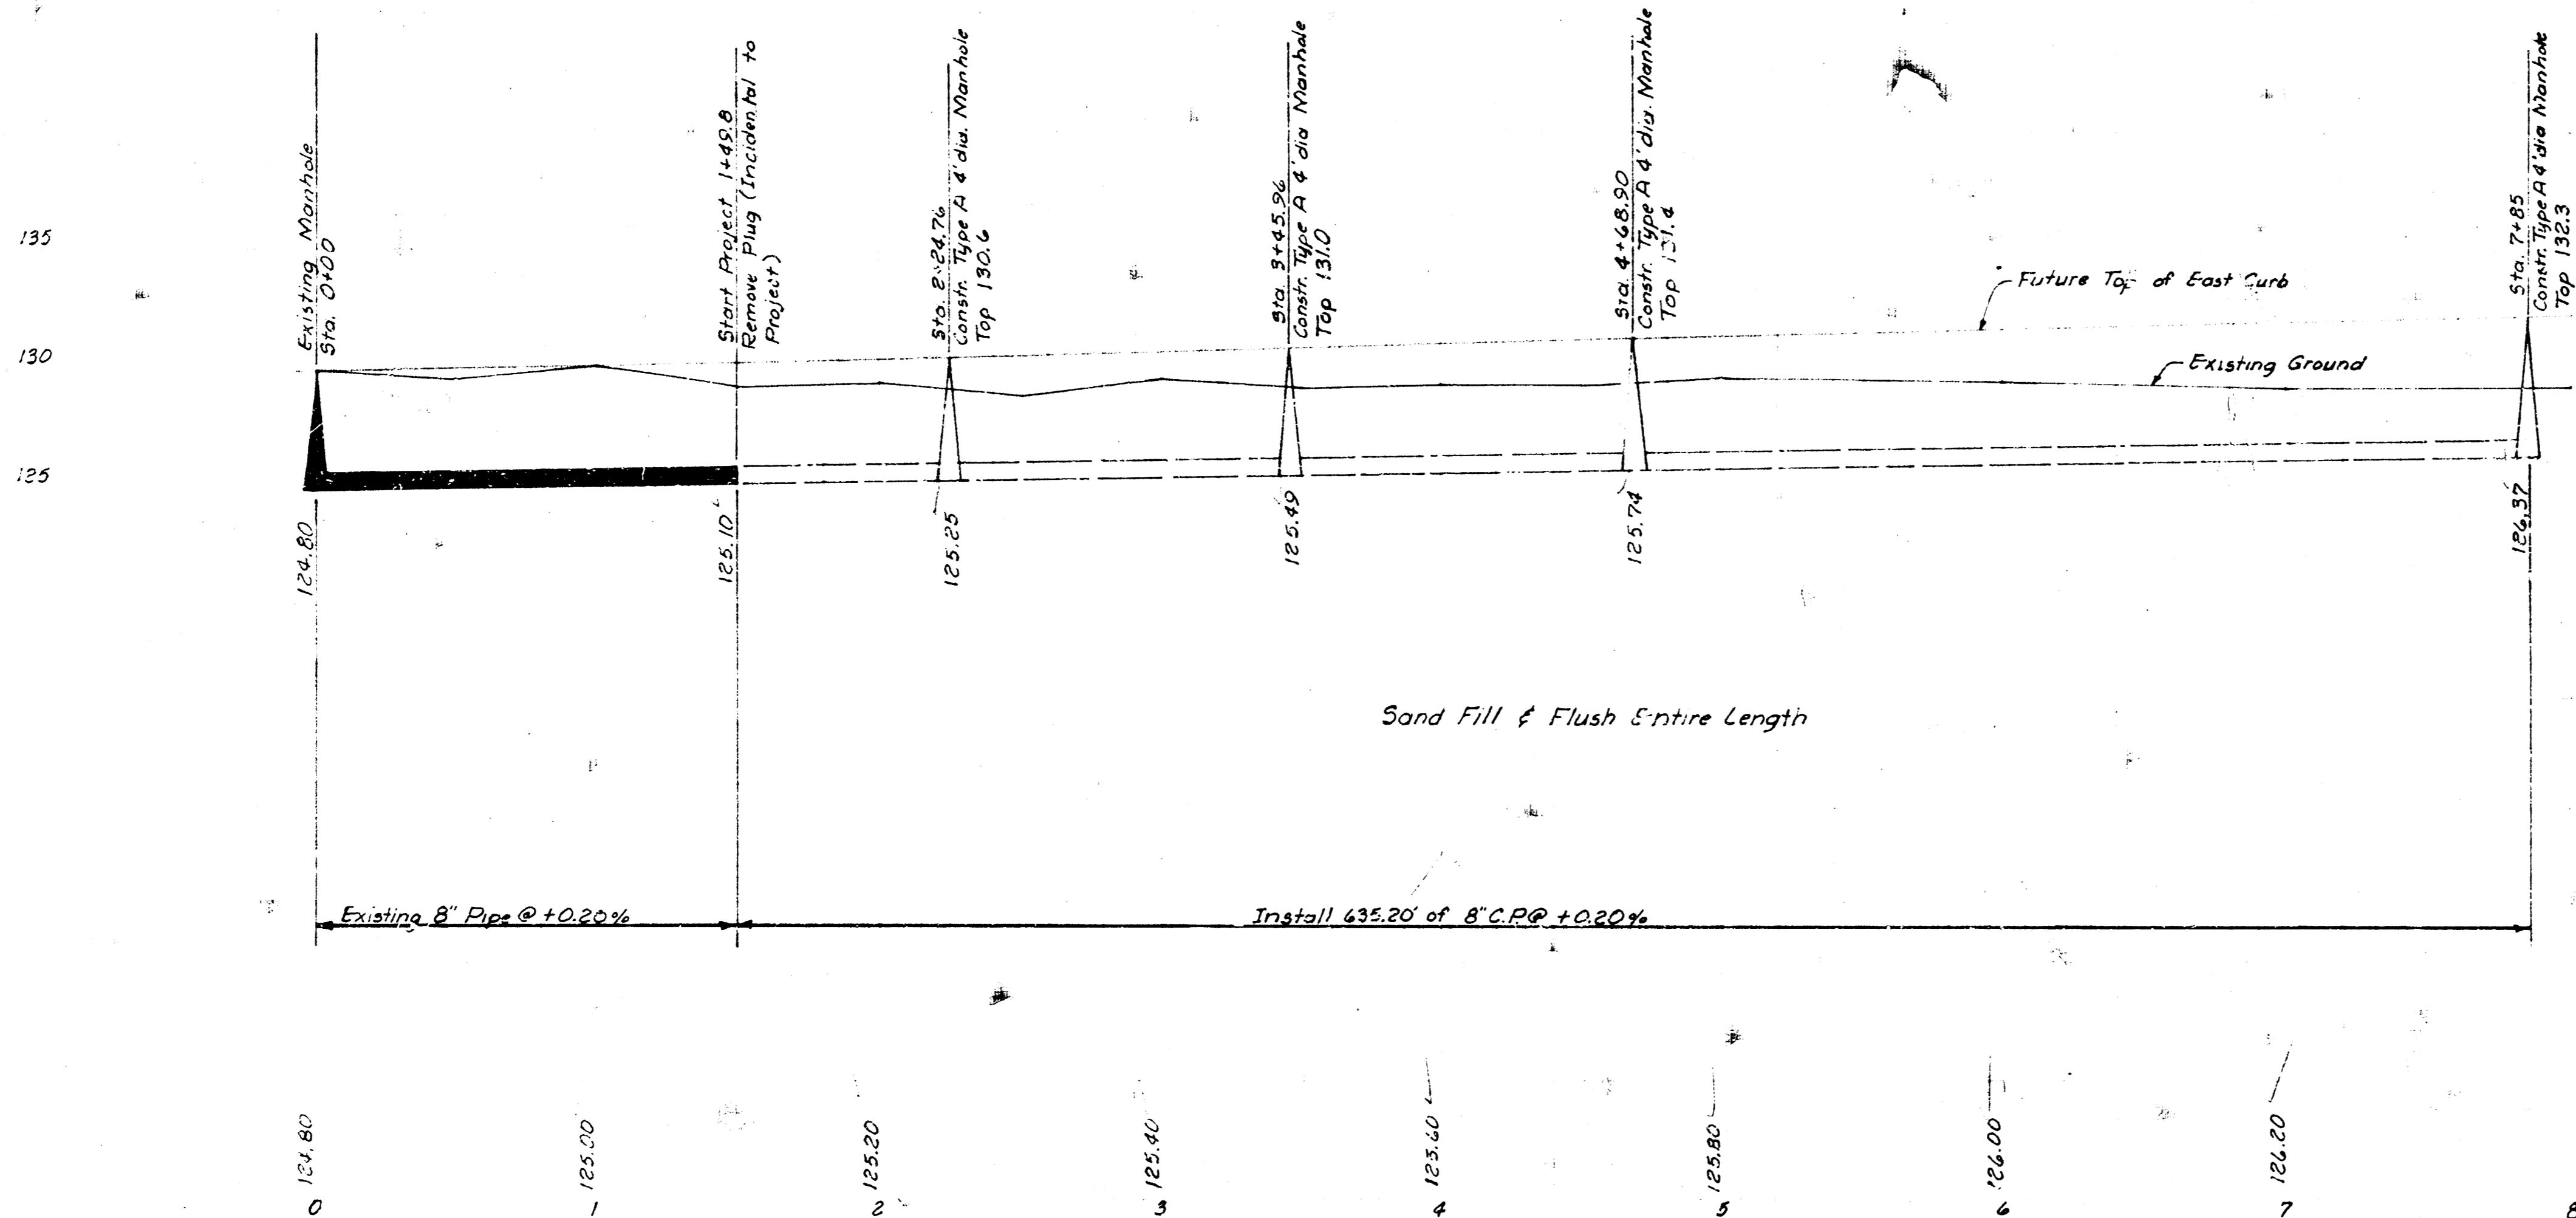 Existing Manhole
Sta. 0+00
Start Project 1+49.8
Remove Plug (Incidental to
Project)
Sta. 2+24.76
Constr. Type A 4' dia. Manhole
Top 130.6
Sta. 3+45.96
Constr. Type A 4' dia Manhole
Top 131.0
Sta. 4+68.90
Constr. Type A 4' dia. Manhole
Top 131.4
Sta. 7+85
Constr. Type A 4' dia Manhole
Top 132.3
135
130
125
Future Top of East Curb
Existing Ground
124.80
125.10
125.25
125.49
125.74
126.37
Sand Fill & Flush Entire Length
Existing 8" Pipe @ +0.20%
Install 635.20' of 8" C.P. @ +0.20%
124.80
125.00
125.20
125.40
125.60
125.80
126.00
126.20
0
1
2
3
4
5
6
7
8